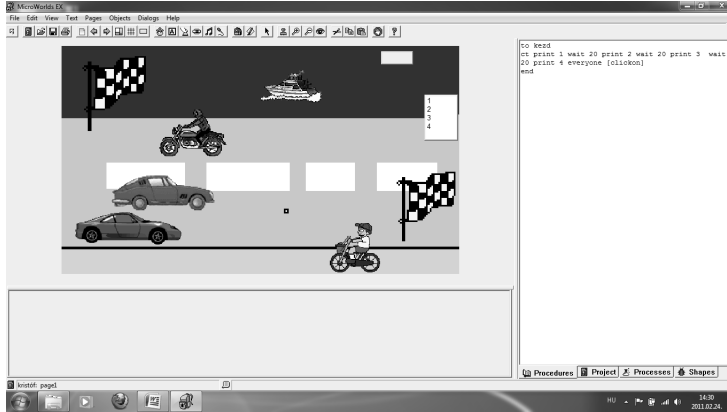 MicroWorlds EX
File Edit View Text Pages Objects Dialogs Help
to kezd
ct print 1 wait 20 print 2 wait 20 print 3 wait
20 print 4 everyone [clickon]
end
1
2
3
4
Procedures Project Processes Shapes
kristóf: page1
HU
14:30
2011.02.24.